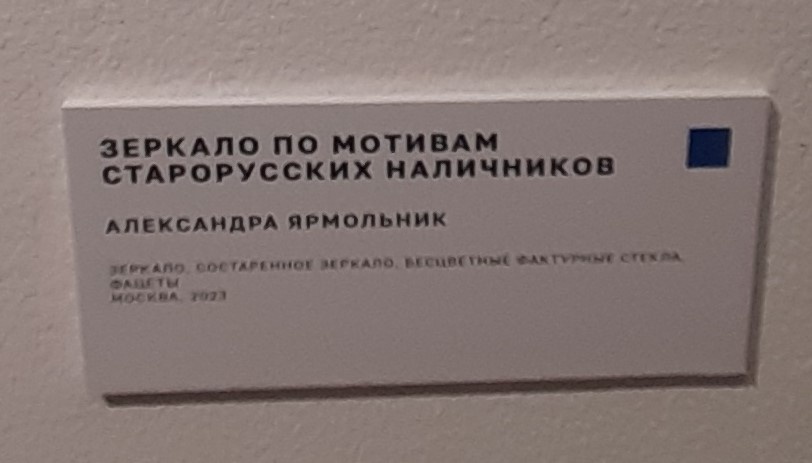 ЗЕРКАЛО ПО МОТИВАМ
СТАРОРУССКИХ НАЛИЧНИКОВ
АЛЕКСАНДРА ЯРМОЛЬНИК
ЗЕРКАЛО, СОСТАРЕННОЕ ЗЕРКАЛО, БЕСЦВЕТНЫЕ ФАКТУРНЫЕ СТЕКЛА,
ФАЦЕТЫ
МОСКВА, 2023